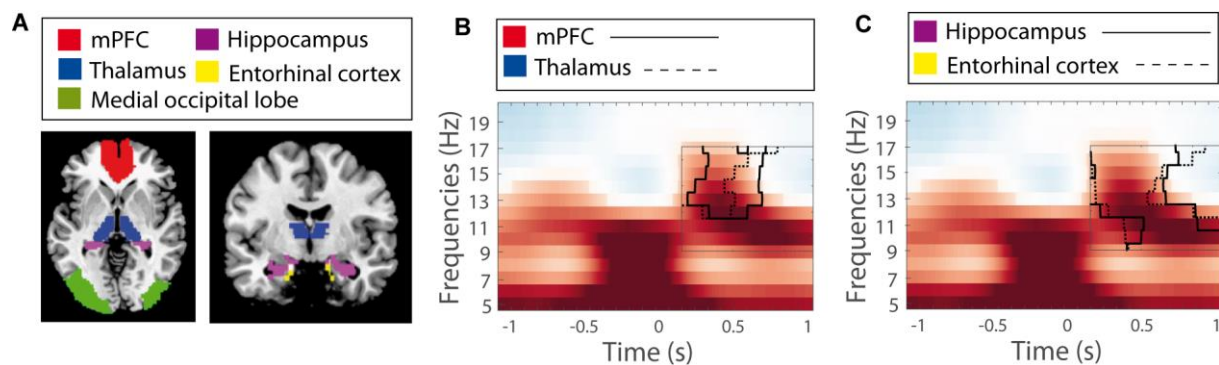 A
mPFC Hippocampus
Thalamus Entorhinal cortex
Medial occipital lobe
B
mPFC
Thalamus
Frequencies (Hz)
19
17
15
13
11
9
7
5
-1 -0.5 0 0.5 1
Time (s)
C
Hippocampus
Entorhinal cortex
Frequencies (Hz)
19
17
15
13
11
9
7
5
-1 -0.5 0 0.5 1
Time (s)